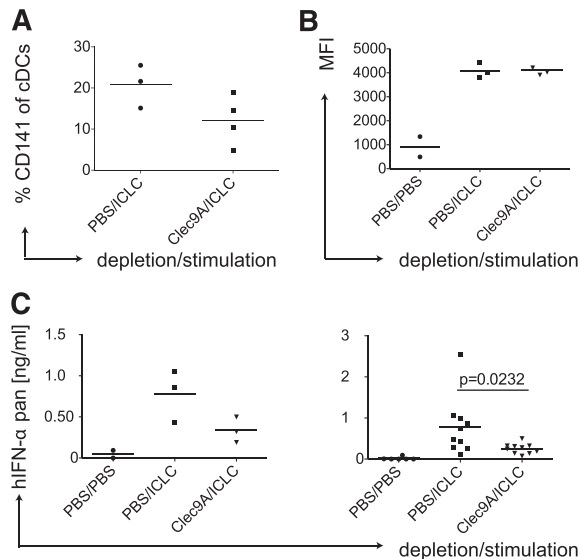 A
% CD141 of cDCs
30
20
10
0
PBS/ICLC
Clec9A/ICLC
depletion/stimulation
B
MFI
5000
4000
3000
2000
1000
0
PBS/PBS
PBS/ICLC
Clec9A/ICLC
depletion/stimulation
C
hIFN-α pan [ng/ml]
1.5
1.0
0.50
0
PBS/PBS
PBS/ICLC
Clec9A/ICLC
3
2
1
0
p=0.0232
PBS/PBS
PBS/ICLC
Clec9A/ICLC
depletion/stimulation